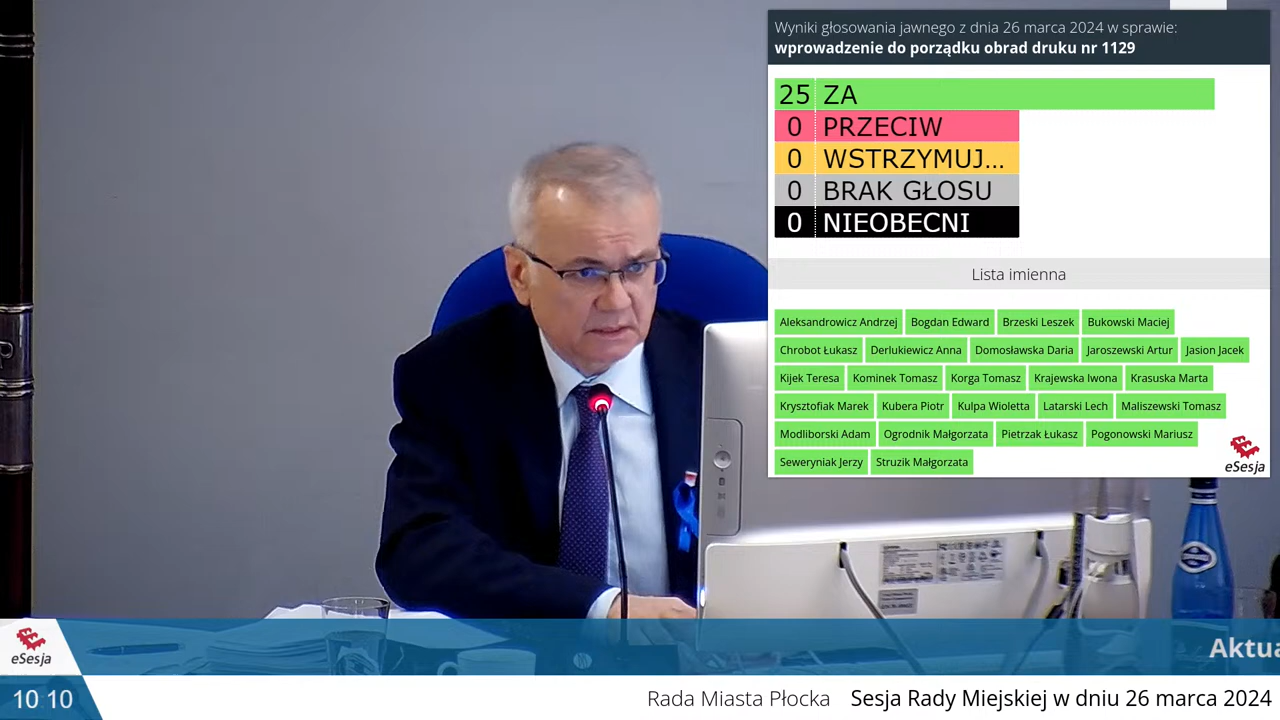 Wyniki głosowania jawnego z dnia 26 marca 2024 w sprawie:
wprowadzenie do porządku obrad druku nr 1129
25 ZA
0 PRZECIW
0 WSTRZYMUJ...
0 BRAK GŁOSU
0 NIEOBECNI
Lista imienna
Aleksandrowicz Andrzej Bogdan Edward Brzeski Leszek Bukowski Maciej
Chrobot Łukasz Derlukiewicz Anna Domosławska Daria Jaroszewski Artur Jasion Jacek
Kijek Teresa Kominek Tomasz Korga Tomasz Krajewska Iwona Krasuska Marta
Krysztofiak Marek Kubera Piotr Kulpa Wioletta Latarski Lech Maliszewski Tomasz
Modliborski Adam Ogrodnik Małgorzata Pietrzak Łukasz Pogonowski Mariusz
Seweryniak Jerzy Struzik Małgorzata
eSesja
eSesja
Aktua
10:10
Rada Miasta Płocka Sesja Rady Miejskiej w dniu 26 marca 2024